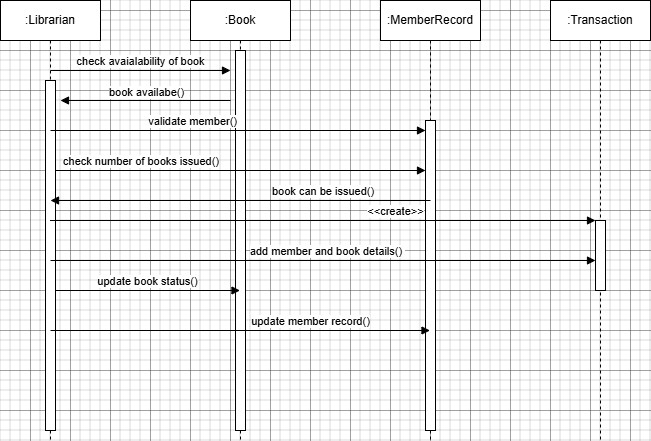 :Librarian
:Book
:MemberRecord
:Transaction
check avaialability of book
book availabe()
validate member()
check number of books issued()
book can be issued()
<<create>>
add member and book details()
update book status()
update member record()